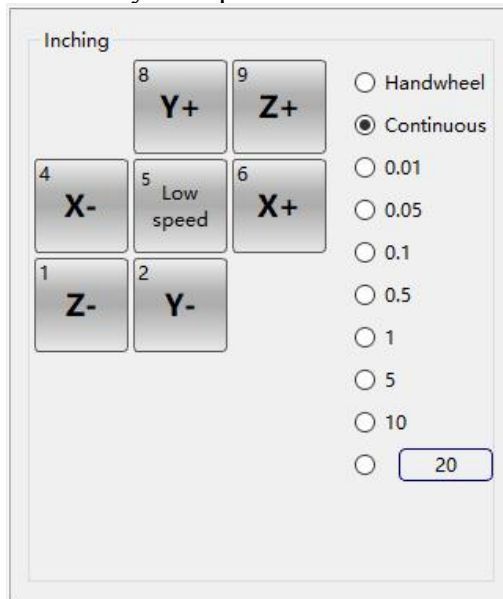 Inching
8
Y+
9
Z+
4
X-
5
Low
speed
6
X+
1
Z-
2
Y-
Handwheel
Continuous
0.01
0.05
0.1
0.5
1
5
10
20